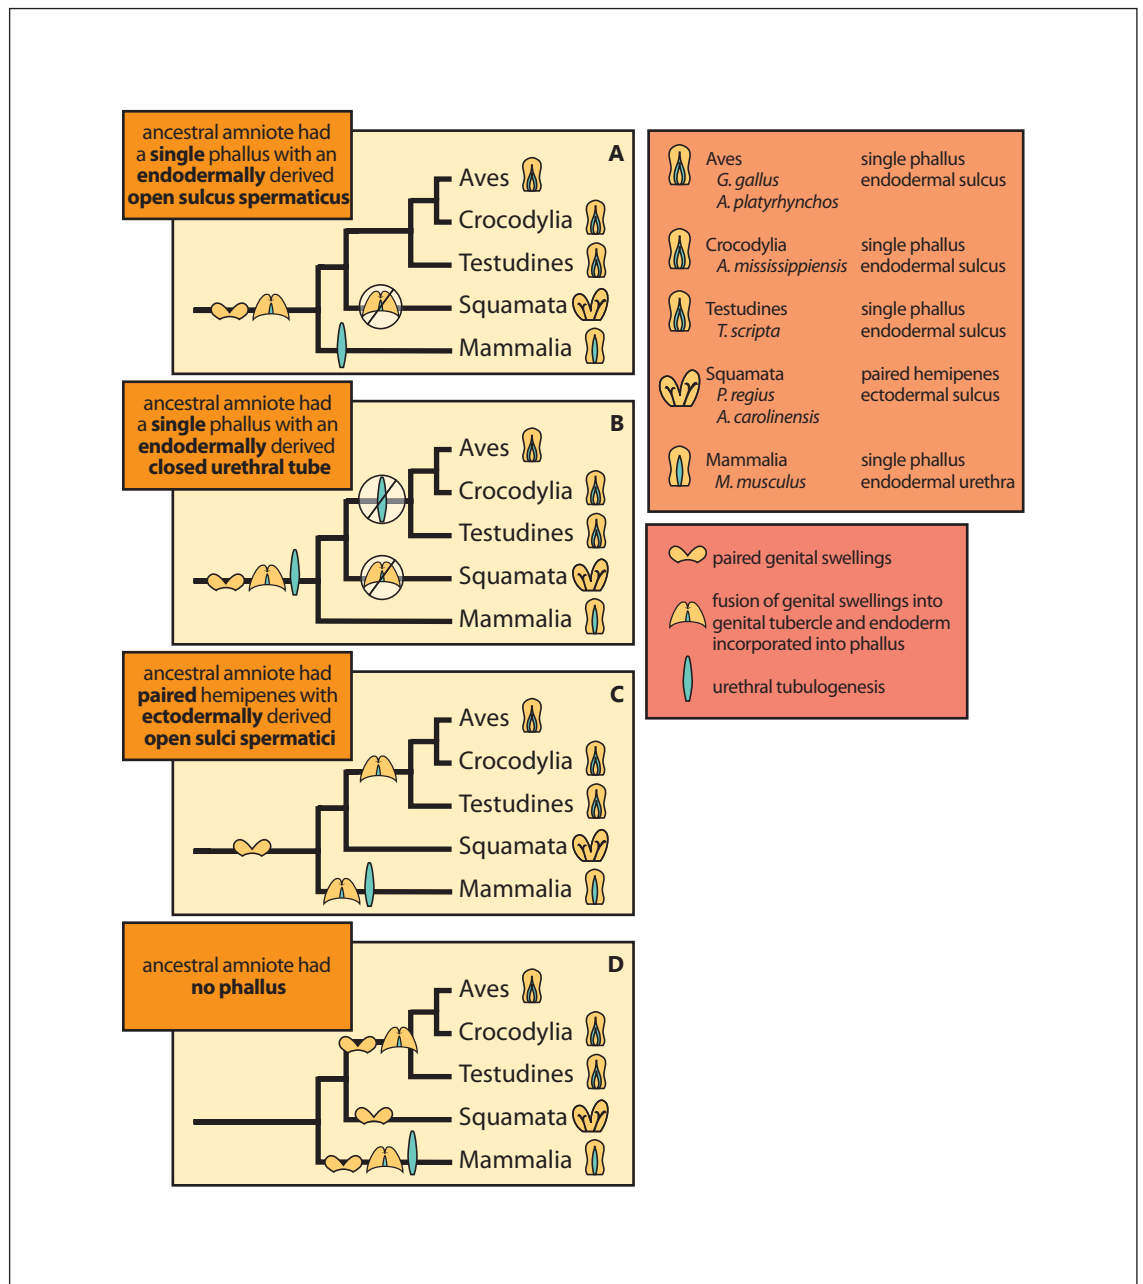 ancestral amniote had
a single phallus with an
endodermally derived
open sulcus spermaticus
A
Aves
Crocodylia
Testudines
Squamata
Mammalia
ancestral amniote had
a single phallus with an
endodermally derived
closed urethral tube
B
Aves
Crocodylia
Testudines
Squamata
Mammalia
ancestral amniote had
paired hemipenes with
ectodermally derived
open sulci spermatici
C
Aves
Crocodylia
Testudines
Squamata
Mammalia
ancestral amniote had
no phallus
D
Aves
Crocodylia
Testudines
Squamata
Mammalia
Aves single phallus
G. gallus endodermal sulcus
A. platyrhynchos
Crocodylia single phallus
A. mississippiensis endodermal sulcus
Testudines single phallus
T. scripta endodermal sulcus
Squamata paired hemipenes
P. regius ectodermal sulcus
A. carolinensis
Mammalia single phallus
M. musculus endodermal urethra
paired genital swellings
fusion of genital swellings into
genital tubercle and endoderm
incorporated into phallus
urethral tubulogenesis